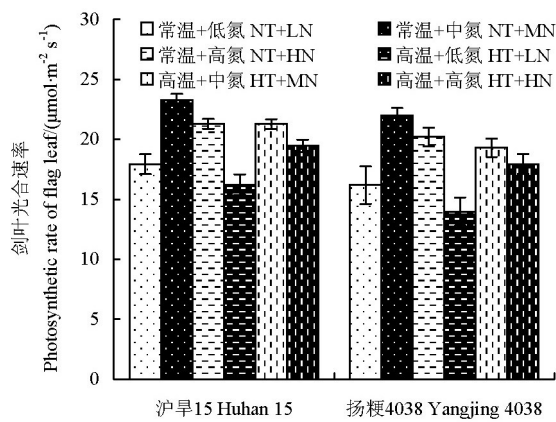 剑叶光合速率
Photosynthetic rate of flag leaf/(μmol·m-2 s-1)
30
25
20
15
10
5
0
常温+低氮 NT+LN
常温+中氮 NT+MN
常温+高氮 NT+HN
高温+低氮 HT+LN
高温+中氮 HT+MN
高温+高氮 HT+HN
沪旱15 Huhan 15
扬粳4038 Yangjing 4038